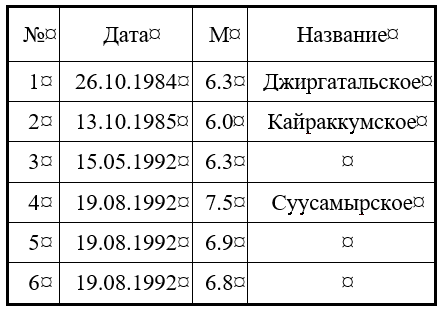 №¤ Дата¤ М¤ Название¤
1¤ 26.10.1984¤ 6.3¤ Джиргатальское¤
2¤ 13.10.1985¤ 6.0¤ Кайраккумское¤
3¤ 15.05.1992¤ 6.3¤ ¤
4¤ 19.08.1992¤ 7.5¤ Суусамырское¤
5¤ 19.08.1992¤ 6.9¤ ¤
6¤ 19.08.1992¤ 6.8¤ ¤